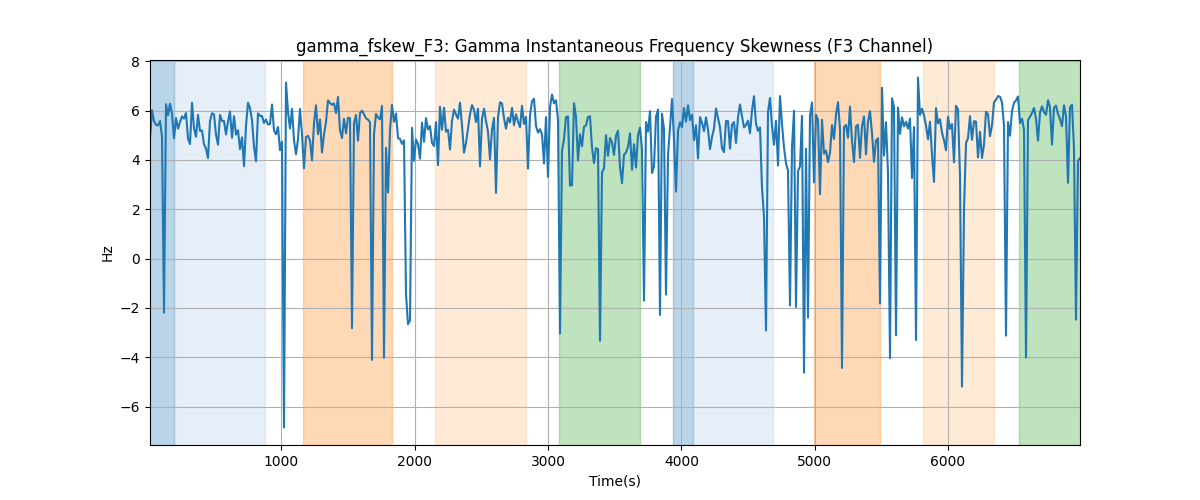 gamma_fskew_F3: Gamma Instantaneous Frequency Skewness (F3 Channel)
8
6
4
2
0
−2
−4
−6
Hz
1000 2000 3000 4000 5000 6000
Time(s)